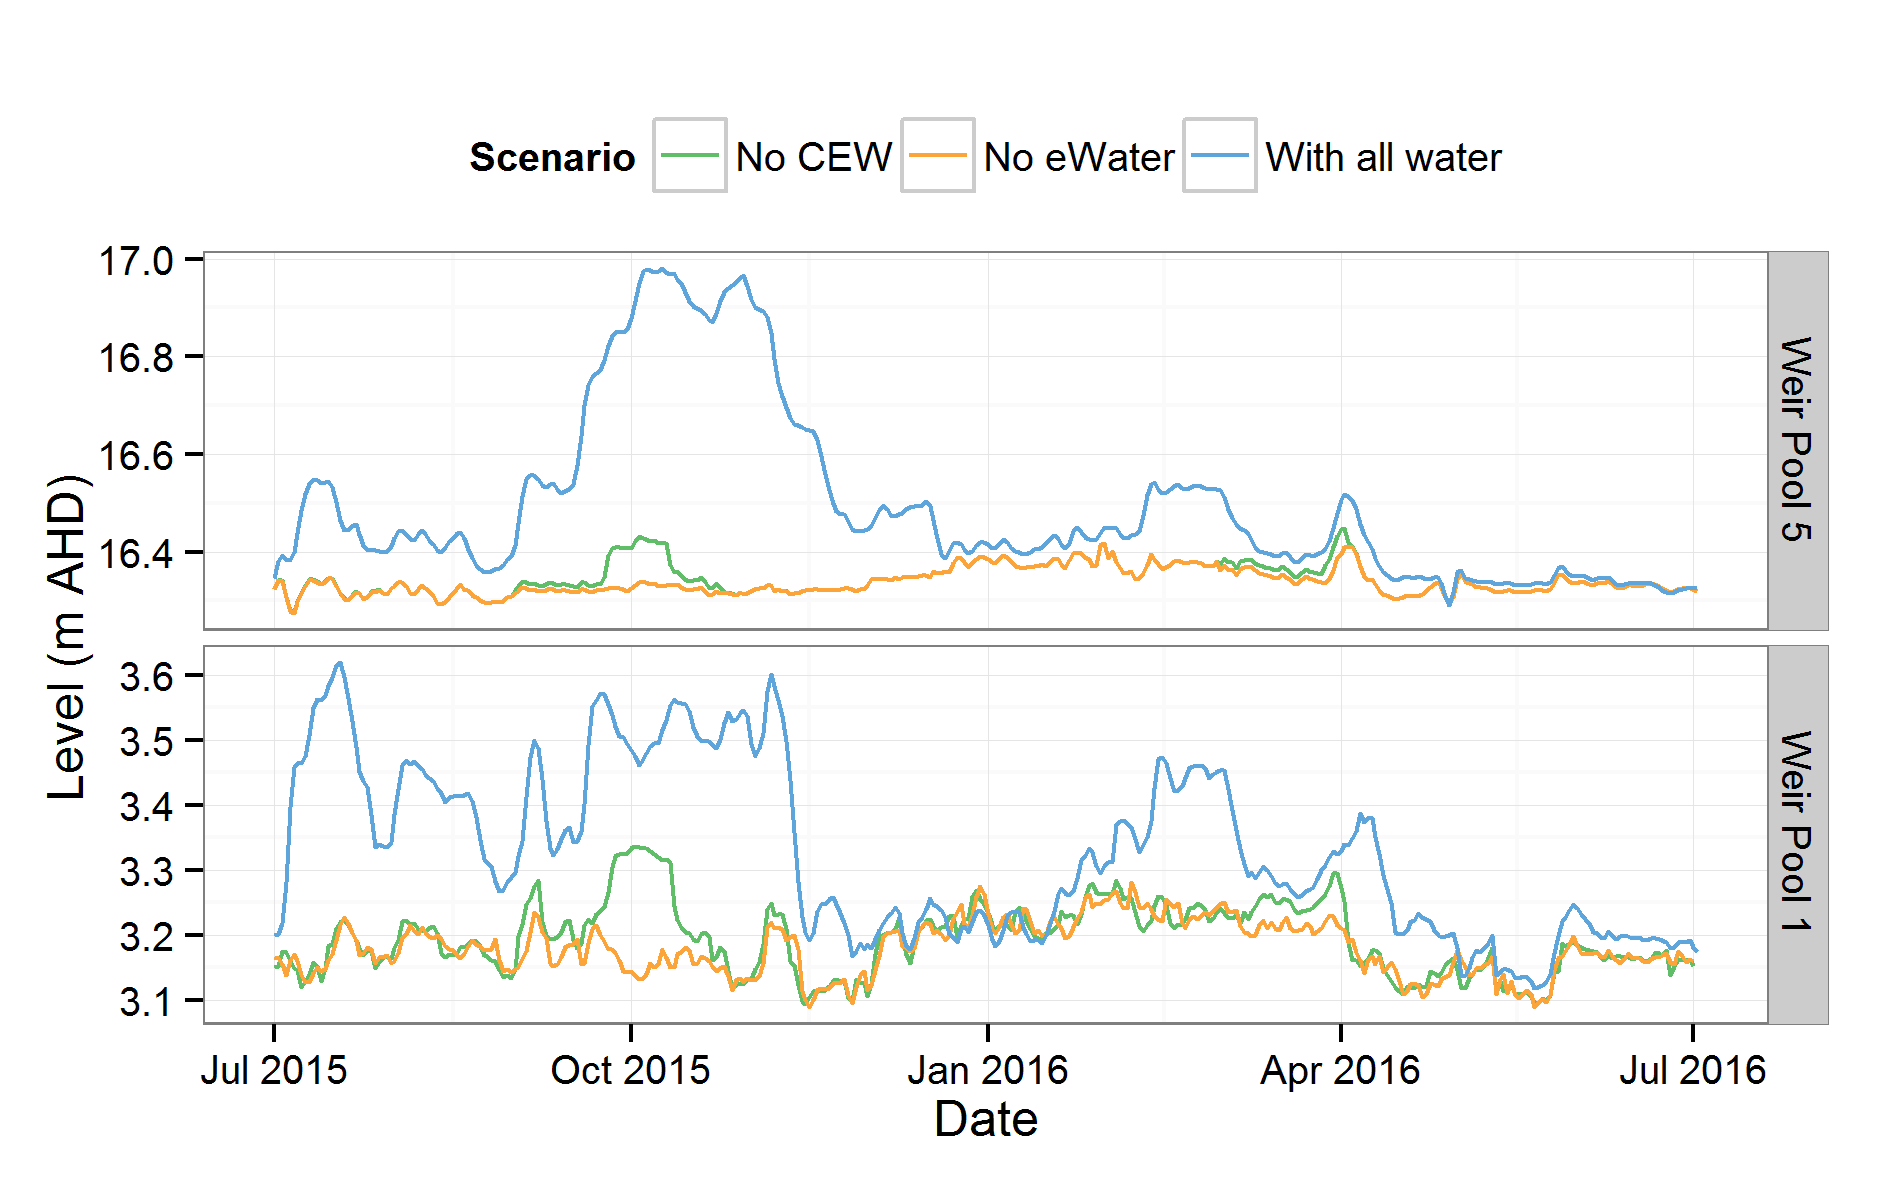 Scenario No CEW No eWater With all water
17.0
16.8
16.6
16.4
Weir Pool 5
Level (m AHD)
3.6
3.5
3.4
3.3
3.2
3.1
Weir Pool 1
Jul 2015 Oct 2015 Jan 2016 Apr 2016 Jul 2016
Date